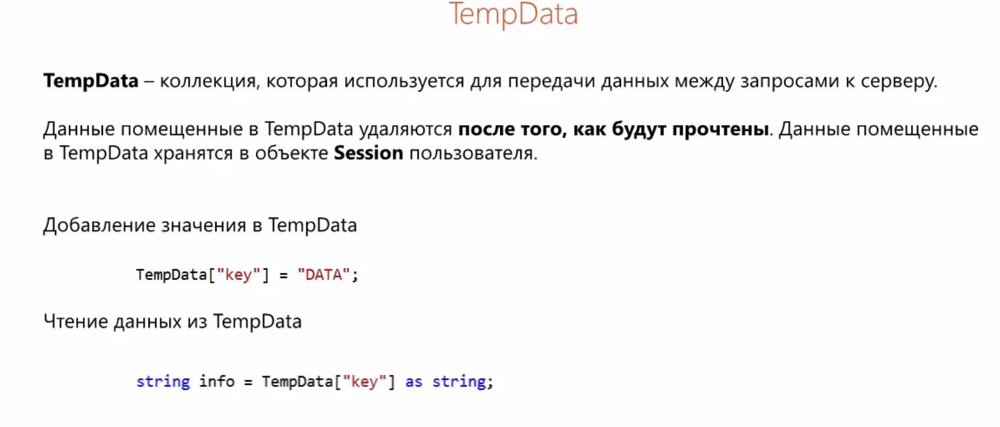 TempData
TempData – коллекция, которая используется для передачи данных между запросами к серверу.
Данные помещенные в TempData удаляются после того, как будут прочтены. Данные помещенные
в TempData хранятся в объекте Session пользователя.
Добавление значения в TempData
TempData["key"] = "DATA";
Чтение данных из TempData
string info = TempData["key"] as string;